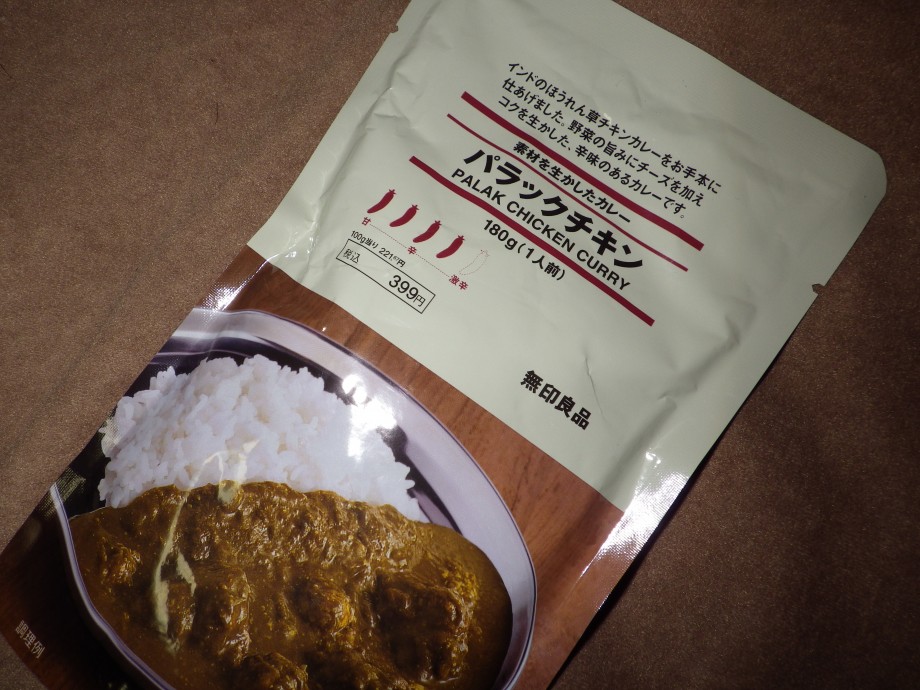 インドのほうれん草チキンカレーをお手本に
仕あげました。野菜の旨みにチーズを加え
コクを生かした、辛味のあるカレーです。
素材を生かしたカレー
パラックチキン
PALAK CHICKEN CURRY
180g(1人前)
甘 辛 激辛
100g当り 221円67
税込 399円
無印良品
調理例